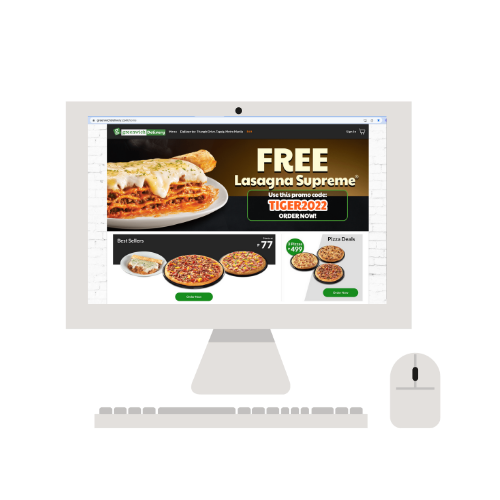 greenwich Delivery
Home
Sign In
FREE
Lasagna Supreme®
Use this promo code:
TIGER2022
ORDER NOW!
Best Sellers
₱ 77
Order Now
Pizza Deals
₱499
Order Now